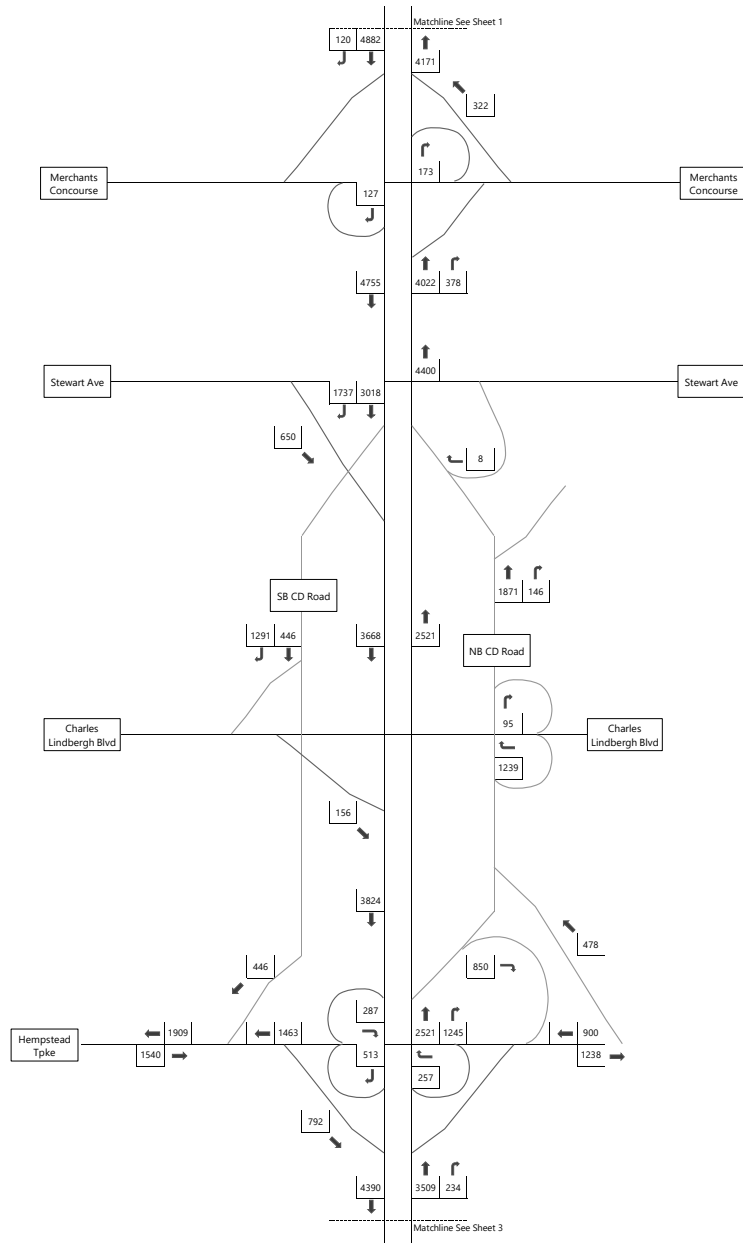 Matchline See Sheet 1
120 4882
4171
322
Merchants
Concourse
173
Merchants
Concourse
127
4755 4022 378
Stewart Ave
4400
Stewart Ave
1737 3018
650
8
1871 146
SB CD Road
1291 446 3668 2521
NB CD Road
95
Charles
Lindbergh Blvd
Charles
Lindbergh Blvd
1239
156
3824
478
446
850
287
Hempstead
Tpke
1909 1463 2521 1245 900
1540 513 1238
257
792
4390 3509 234
Matchline See Sheet 3